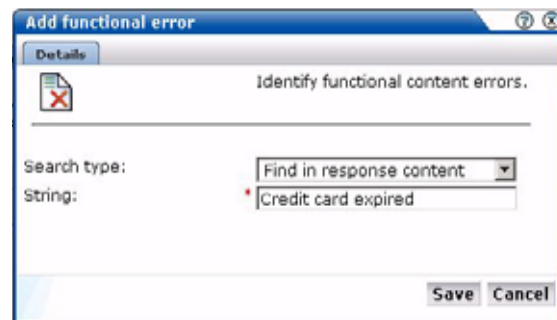 Add functional error
Details
Identify functional content errors.
Search type: Find in response content
String: * Credit card expired
Save Cancel